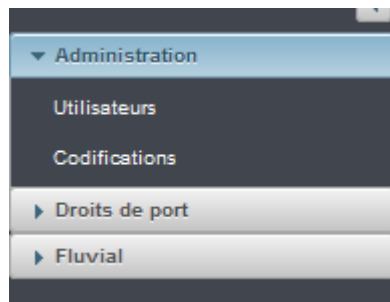 Administration
Utilisateurs
Codifications
Droits de port
Fluvial